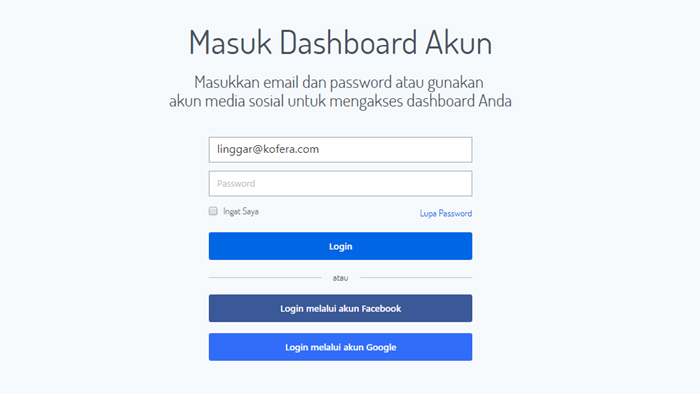 Masuk Dashboard Akun
Masukkan email dan password atau gunakan
akun media sosial untuk mengakses dashboard Anda
linggar@kofera.com
Password
Ingat Saya
Lupa Password
Login
atau
Login melalui akun Facebook
Login melalui akun Google